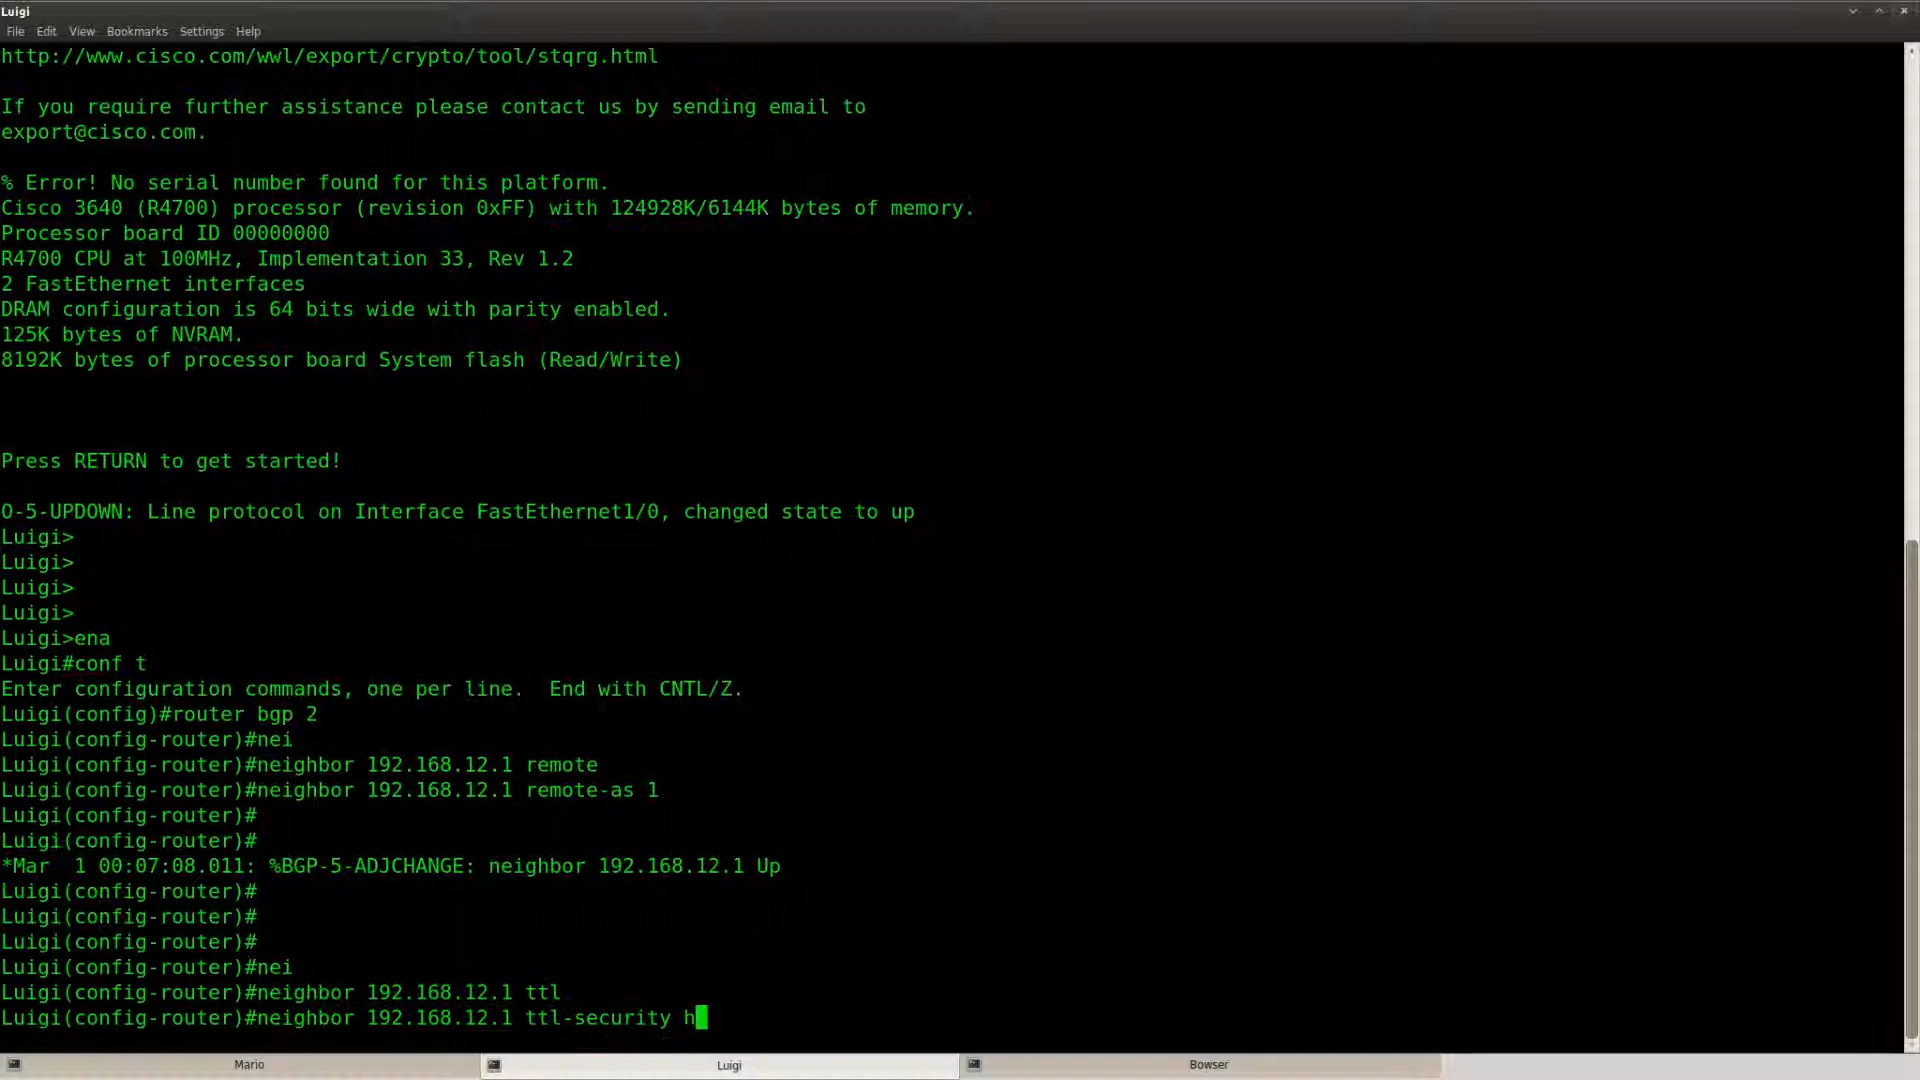 Luigi
File Edit View Bookmarks Settings Help
http://www.cisco.com/wwl/export/crypto/tool/stqrg.html
If you require further assistance please contact us by sending email to
export@cisco.com.
% Error! No serial number found for this platform.
Cisco 3640 (R4700) processor (revision 0xFF) with 124928K/6144K bytes of memory.
Processor board ID 00000000
R4700 CPU at 100MHz, Implementation 33, Rev 1.2
2 FastEthernet interfaces
DRAM configuration is 64 bits wide with parity enabled.
125K bytes of NVRAM.
8192K bytes of processor board System flash (Read/Write)
Press RETURN to get started!
O-5-UPDOWN: Line protocol on Interface FastEthernet1/0, changed state to up
Luigi>
Luigi>
Luigi>
Luigi>
Luigi>ena
Luigi#conf t
Enter configuration commands, one per line.  End with CNTL/Z.
Luigi(config)#router bgp 2
Luigi(config-router)#nei
Luigi(config-router)#neighbor 192.168.12.1 remote
Luigi(config-router)#neighbor 192.168.12.1 remote-as 1
Luigi(config-router)#
Luigi(config-router)#
*Mar  1 00:07:08.011: %BGP-5-ADJCHANGE: neighbor 192.168.12.1 Up
Luigi(config-router)#
Luigi(config-router)#
Luigi(config-router)#
Luigi(config-router)#nei
Luigi(config-router)#neighbor 192.168.12.1 ttl
Luigi(config-router)#neighbor 192.168.12.1 ttl-security h
Mario Luigi Bowser